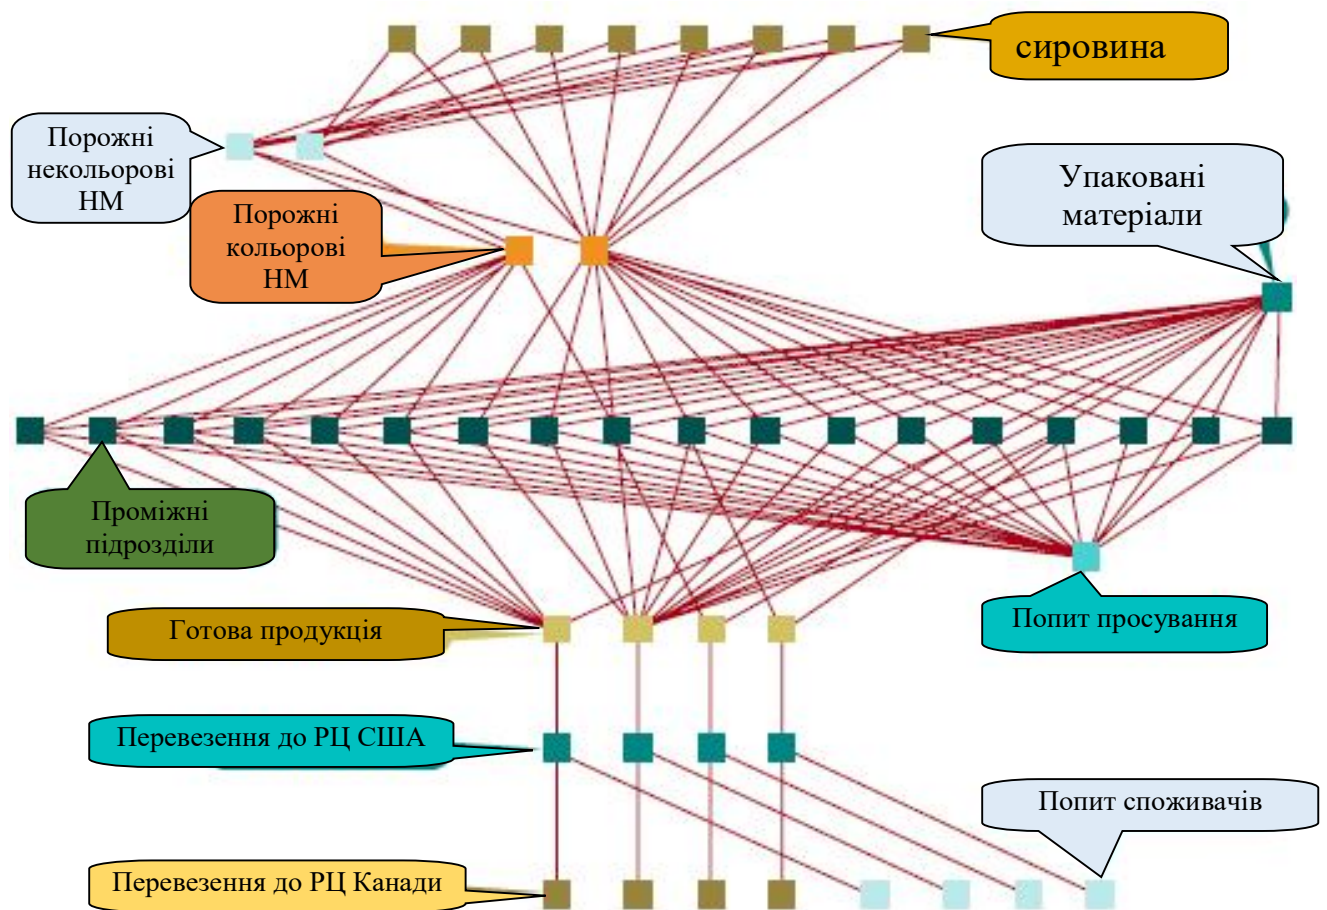 сировина
Порожні
некольорові
НМ
Упаковані
матеріали
Порожні
кольорові
НМ
Проміжні
підрозділи
Готова продукція
Попит просування
Перевезення до РЦ США
Попит споживачів
Перевезення до РЦ Канади